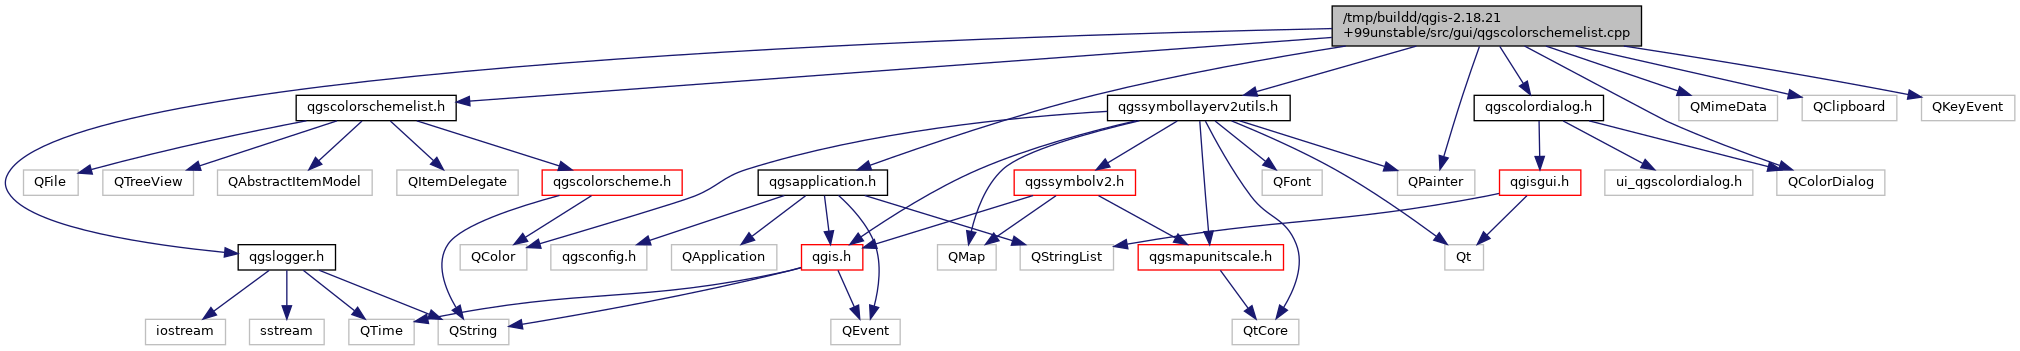 /tmp/buildd/qgis-2.18.21
+99unstable/src/gui/qgscolorschemelist.cpp
qgscolorschemelist.h
qgssymbollayerv2utils.h
qgscolordialog.h
QMimeData
QClipboard
QKeyEvent
QFile
QTreeView
QAbstractItemModel
QItemDelegate
qgscolorscheme.h
qgsapplication.h
qgssymbolv2.h
QFont
QPainter
qgisgui.h
ui_qgscolordialog.h
QColorDialog
qgslogger.h
QColor
qgsconfig.h
QApplication
qgis.h
QMap
QStringList
qgsmapunitscale.h
Qt
iostream
sstream
QTime
QString
QEvent
QtCore